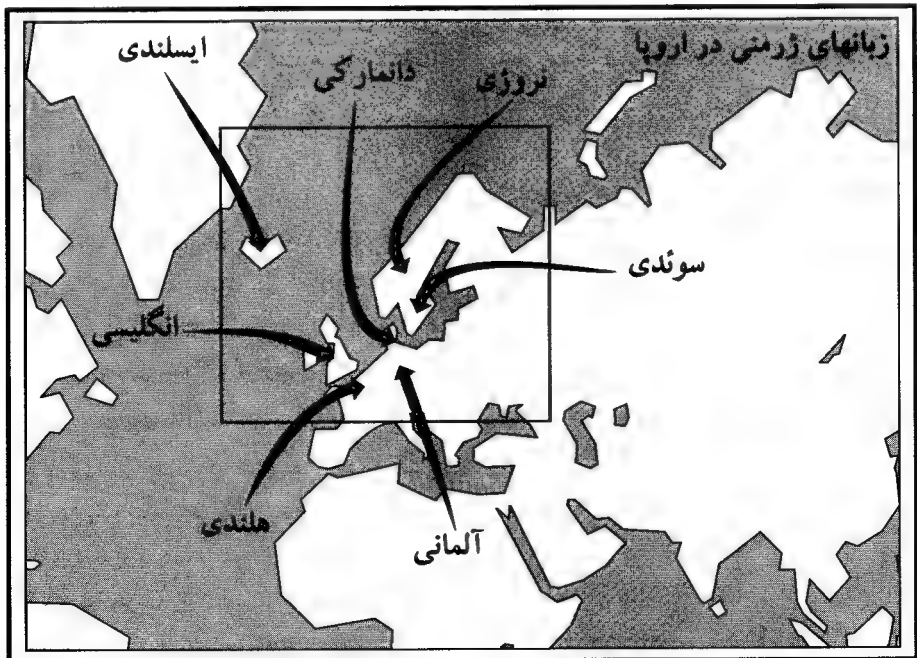 زبانهای ژرمنی در اروپا
ایسلندی
دانمارکی
نروژی
سوئدی
انگلیسی
هلندی
آلمانی